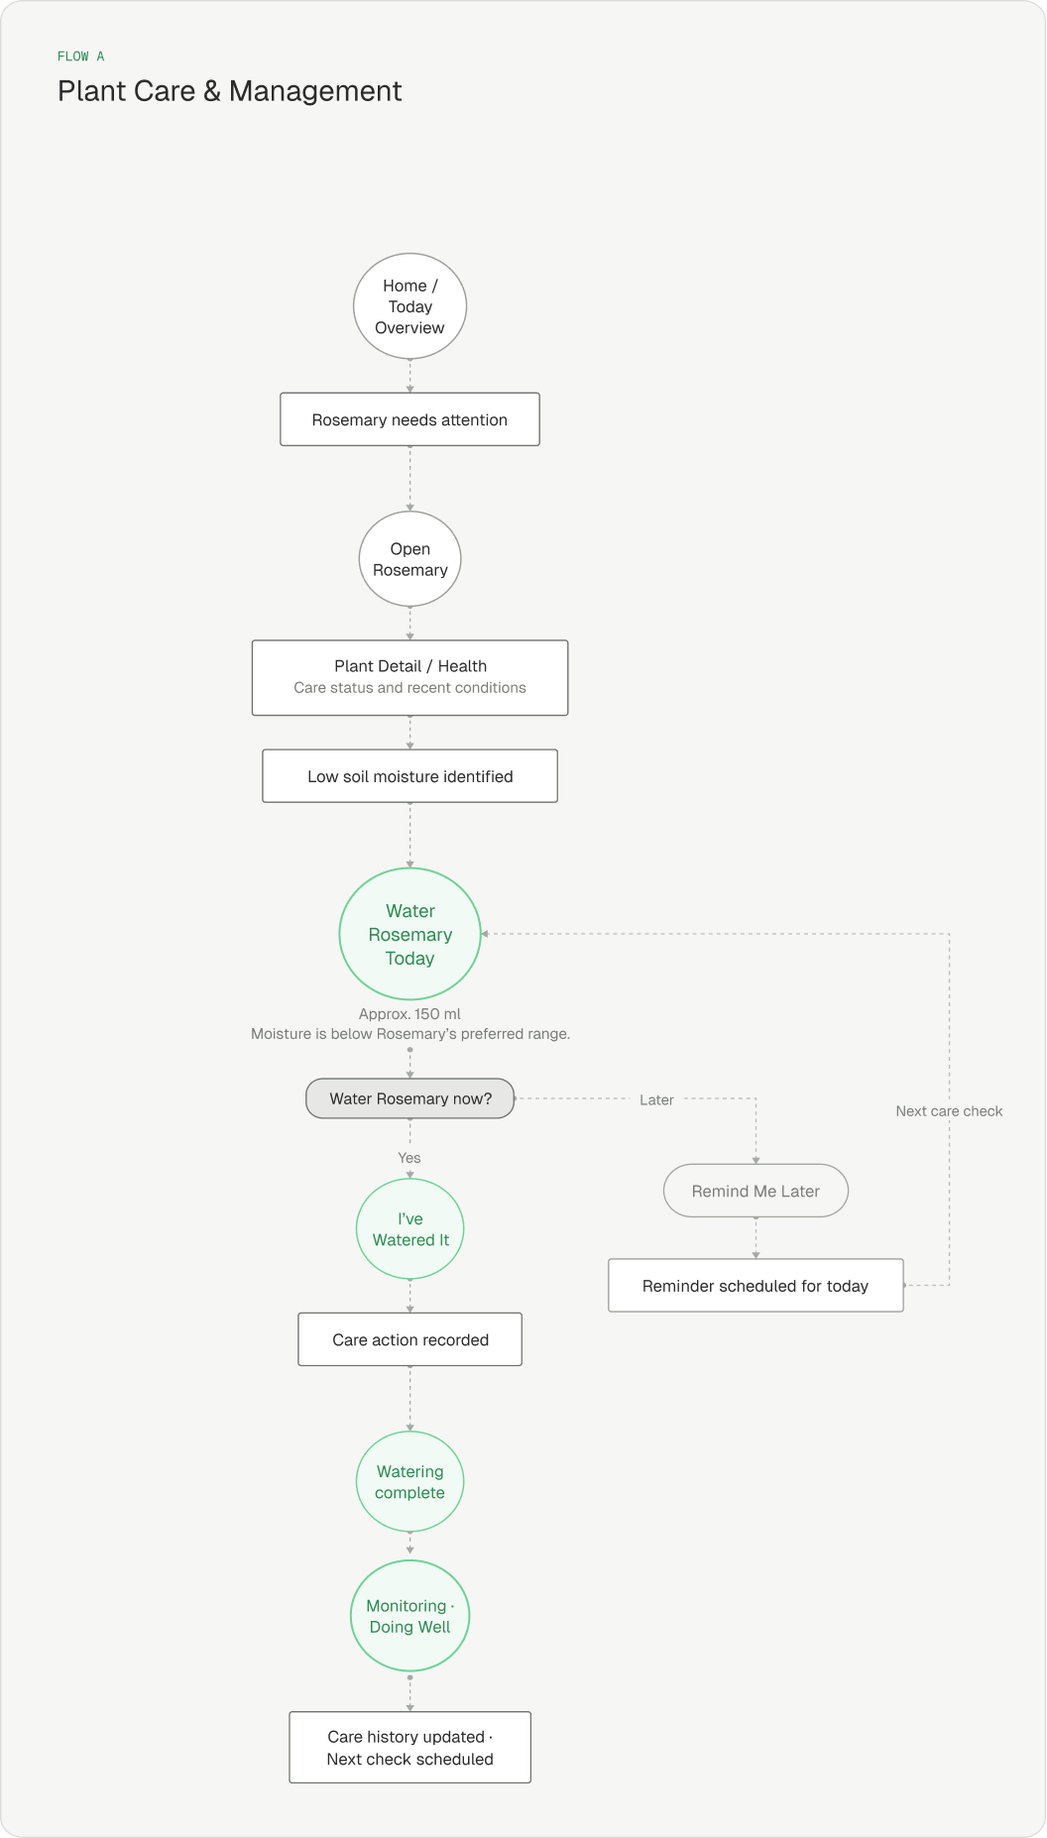 FLOW A
Plant Care & Management
Home /
Today
Overview
Rosemary needs attention
Open
Rosemary
Plant Detail / Health
Care status and recent conditions
Low soil moisture identified
Water
Rosemary
Today
Approx. 150 ml
Moisture is below Rosemary's preferred range.
Water Rosemary now?
Later
Next care check
Yes
Remind Me Later
I've
Watered It
Reminder scheduled for today
Care action recorded
Watering
complete
Monitoring ·
Doing Well
Care history updated ·
Next check scheduled